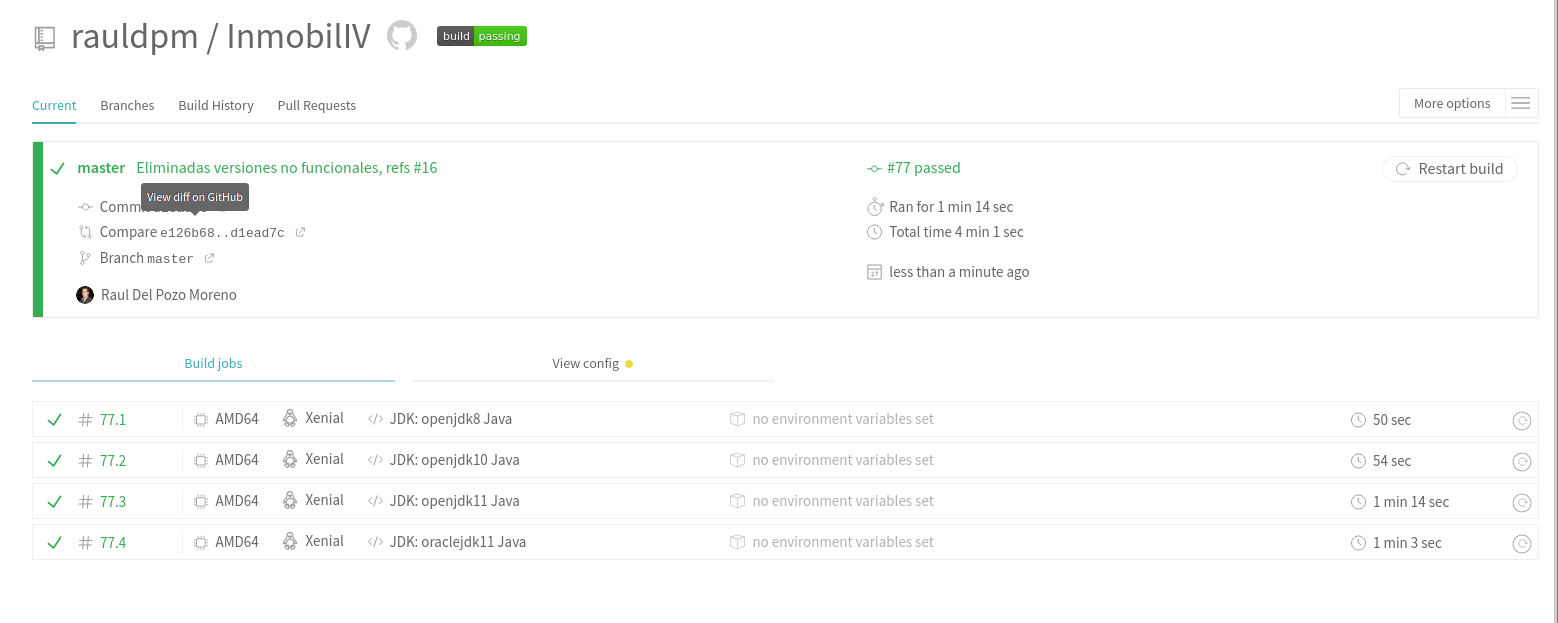 rauldpm / InmobilIV build passing
Current Branches Build History Pull Requests More options
master Eliminadas versiones no funcionales, refs #16 #77 passed Restart build
View diff on GitHub
Ran for 1 min 14 sec
Compare e126b68..d1ead7c Total time 4 min 1 sec
Branch master
less than a minute ago
Raul Del Pozo Moreno
Build jobs View config
# 77.1 AMD64 Xenial </> JDK: openjdk8 Java no environment variables set 50 sec
# 77.2 AMD64 Xenial </> JDK: openjdk10 Java no environment variables set 54 sec
# 77.3 AMD64 Xenial </> JDK: openjdk11 Java no environment variables set 1 min 14 sec
# 77.4 AMD64 Xenial </> JDK: oraclejdk11 Java no environment variables set 1 min 3 sec